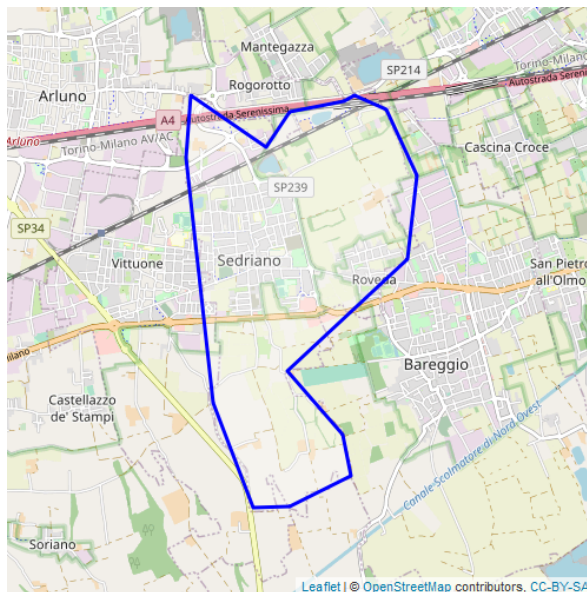 Mantegazza
SP214
Rogorotto
Torino-Milano
Autostrada Seren
Arluno
Autostrada Serenissima
A4
Arluno
Torino-Milano AV/AC
Cascina Croce
SP239
SP34
Vittuone
Sedriano
Roveda
San Pietro
all'Olmo
milano
Bareggio
Castellazzo
de' Stampi
Canale Scolmatore di Nord Ovest
Soriano
Leaflet | © OpenStreetMap contributors, CC-BY-SA